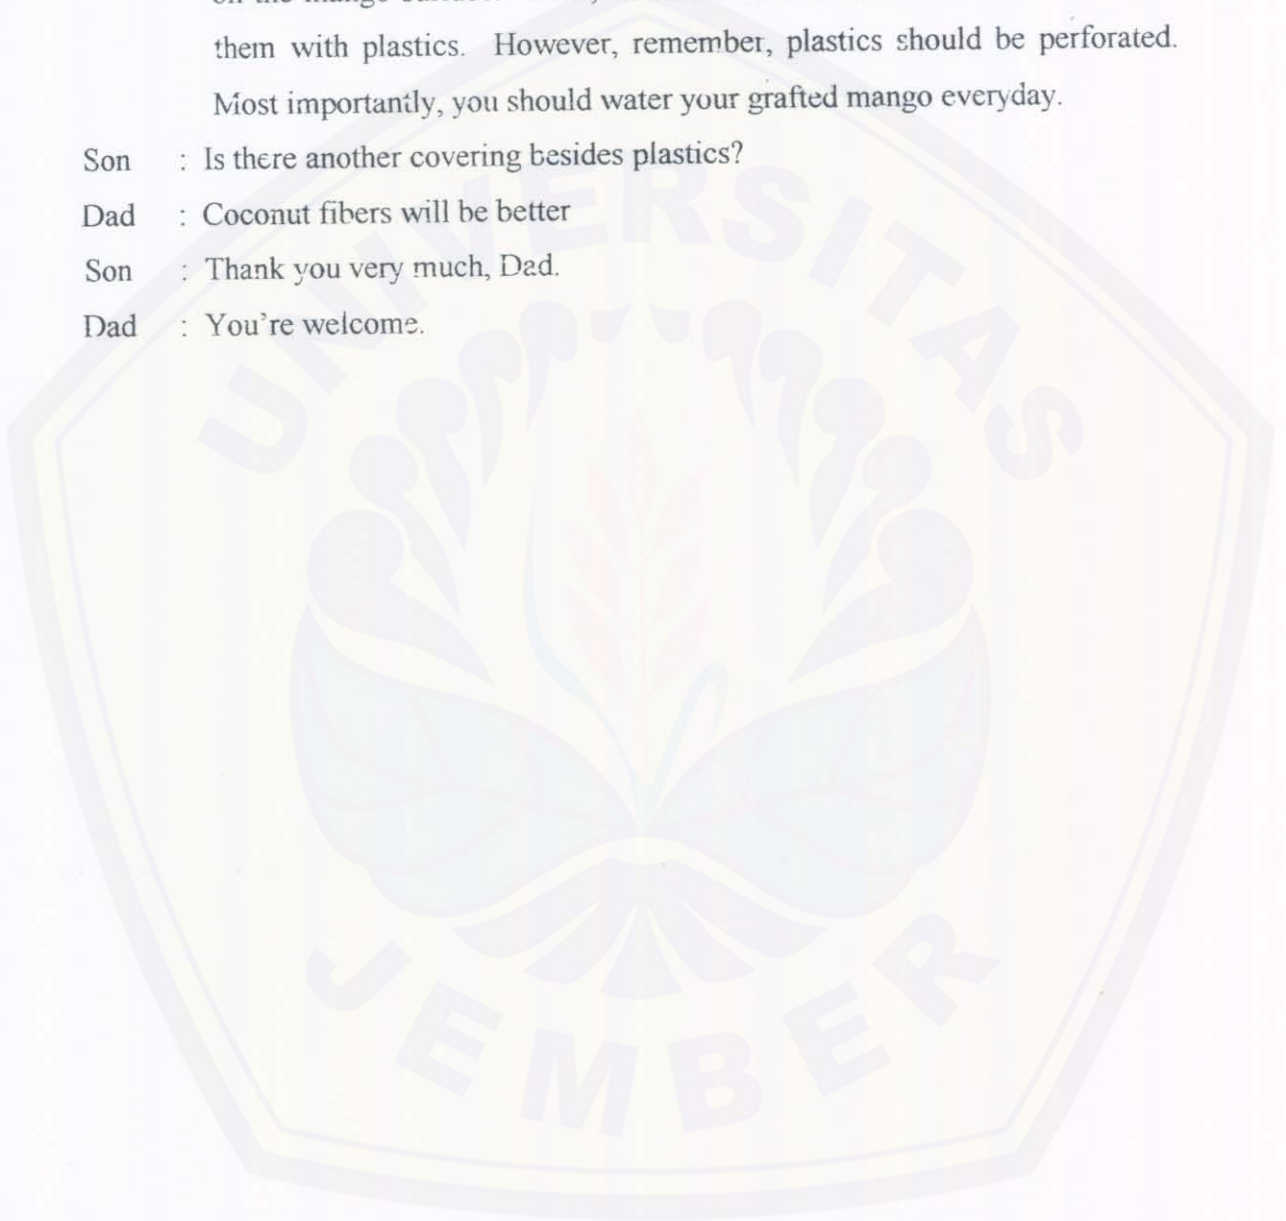 them with plastics. However, remember, plastics should be perforated.
Most importantly, you should water your grafted mango everyday.
Son : Is there another covering besides plastics?
Dad : Coconut fibers will be better
Son : Thank you very much, Dad.
Dad : You're welcome.
UNIVERSITAS
JEMBER